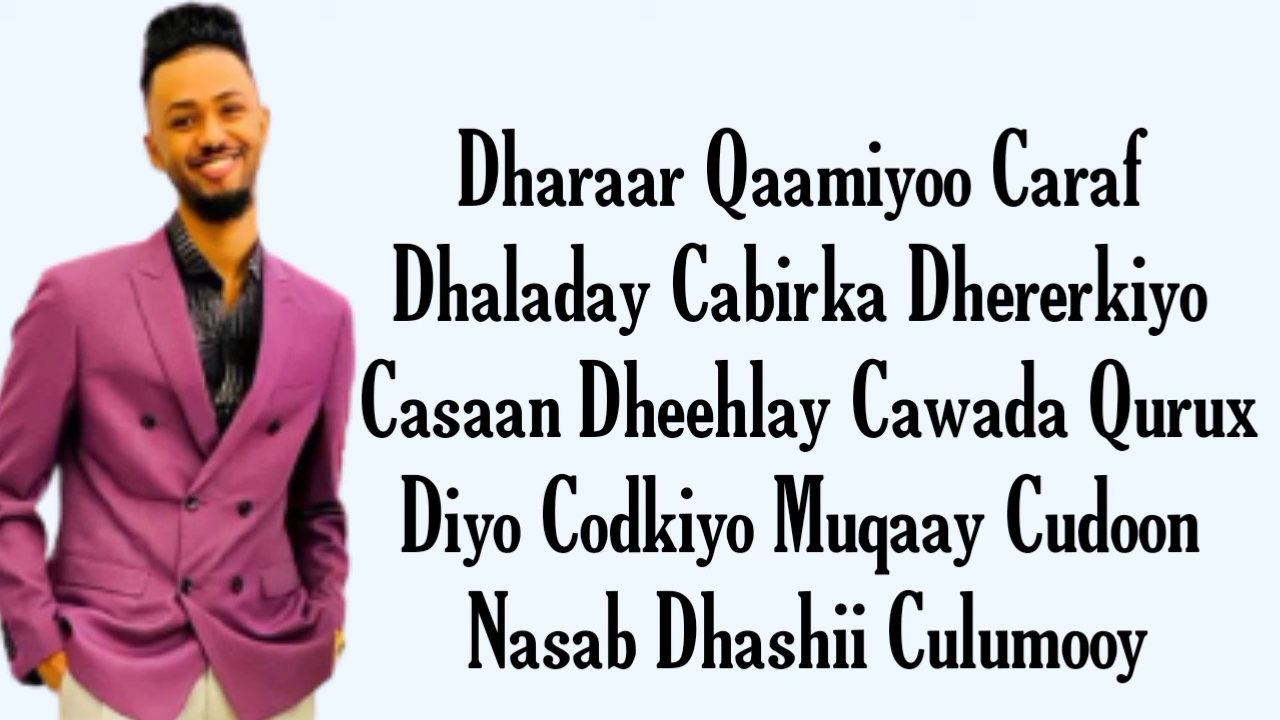 Dharaar Qaamiyoo Caraf
Dhaladay Cabirka Dhererkiyo
Casaan Dheehlay Cawada Qurux
Diyo Codkiyo Muqaay Cudoon
Nasab Dhashii Culumooy